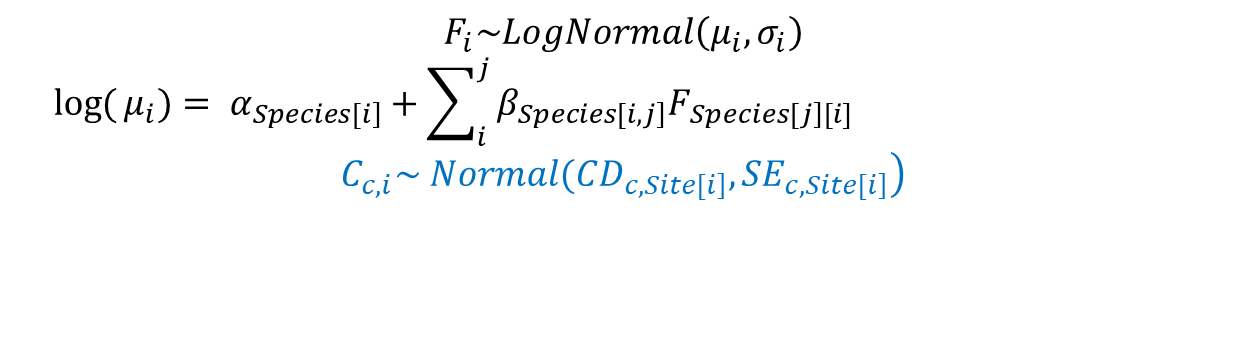 F_i~LogNormal(μ_i, σ_i)
log(μ_i) = α_Species[i] + ∑_i^j β_Species[i,j]F_Species[j][i]
C_c,i~ Normal(CD_c,Site[i], SE_c,Site[i])